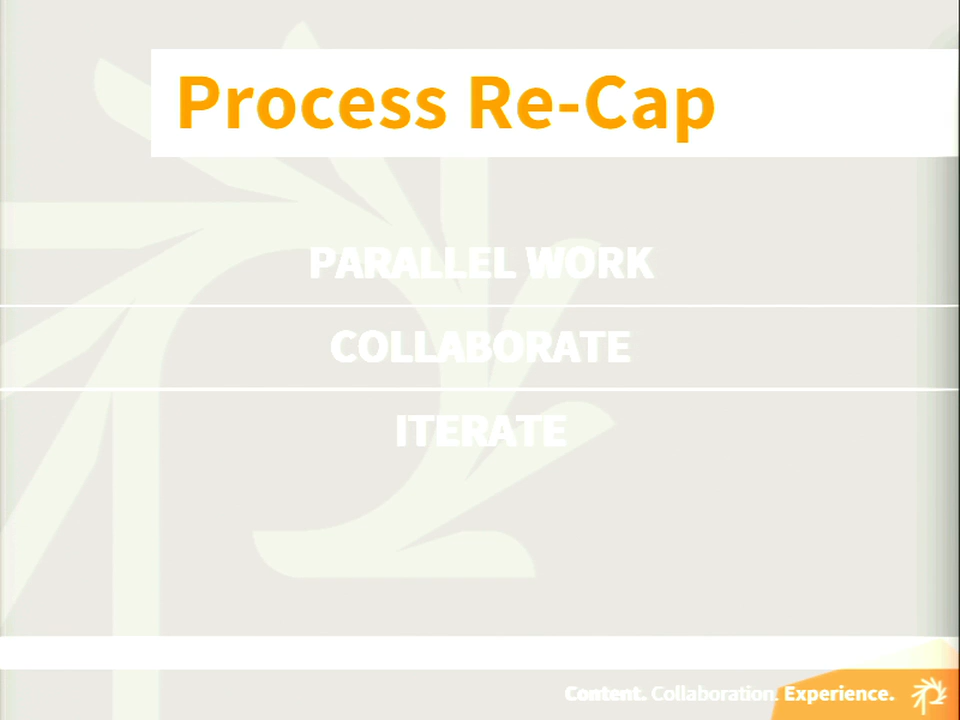 Process Re-Cap
PARALLEL WORK
COLLABORATE
ITERATE
Content. Collaboration. Experience.